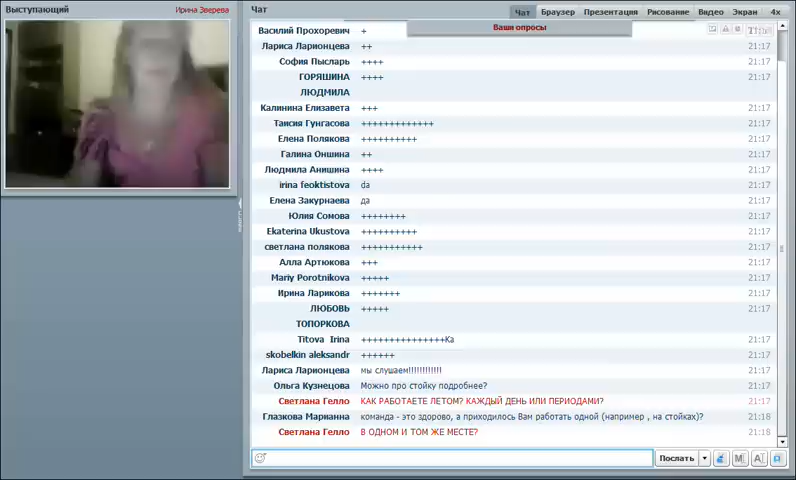 Выступающий Ирина Зверева
Чат Чат Браузер Презентация Рисование Видео Экран 4x
Ваши опросы
Василий Прохорович +
Лариса Ларионцева ++ 21:17
София Пысларь ++++ 21:17
ГОРЯШИНА ++++ 21:17
ЛЮДМИЛА
Калинина Елизавета +++ 21:17
Таисия Гунгасова +++++++++++++ 21:17
Елена Полякова ++++++++++ 21:17
Галина Оншина ++ 21:17
Людмила Анишина ++++ 21:17
irina feoktistova da 21:17
Елена Закурнаева да 21:17
Юлия Сомова ++++++++ 21:17
Ekaterina Ukustova ++++++++++ 21:17
светлана полякова +++++++++++ 21:17
Алла Артюкова +++ 21:17
Mariy Porotnikova +++++ 21:17
Ирина Ларикова +++++++ 21:17
ЛЮБОВЬ +++++ 21:17
ТОПОРКОВА
Titova Irina +++++++++++++++Ка 21:17
skobelkin aleksandr ++++++ 21:17
Лариса Ларионцева мы слушаем!!!!!!!!!!!! 21:17
Ольга Кузнецова Можно про стойку подробнее? 21:17
Светлана Гелло КАК РАБОТАЕТЕ ЛЕТОМ? КАЖДЫЙ ДЕНЬ ИЛИ ПЕРИОДАМИ? 21:17
Глазкова Марианна команда - это здорово, а приходилось Вам работать одной (например , на стойках)? 21:18
Светлана Гелло В ОДНОМ И ТОМ ЖЕ МЕСТЕ? 21:18
Послать